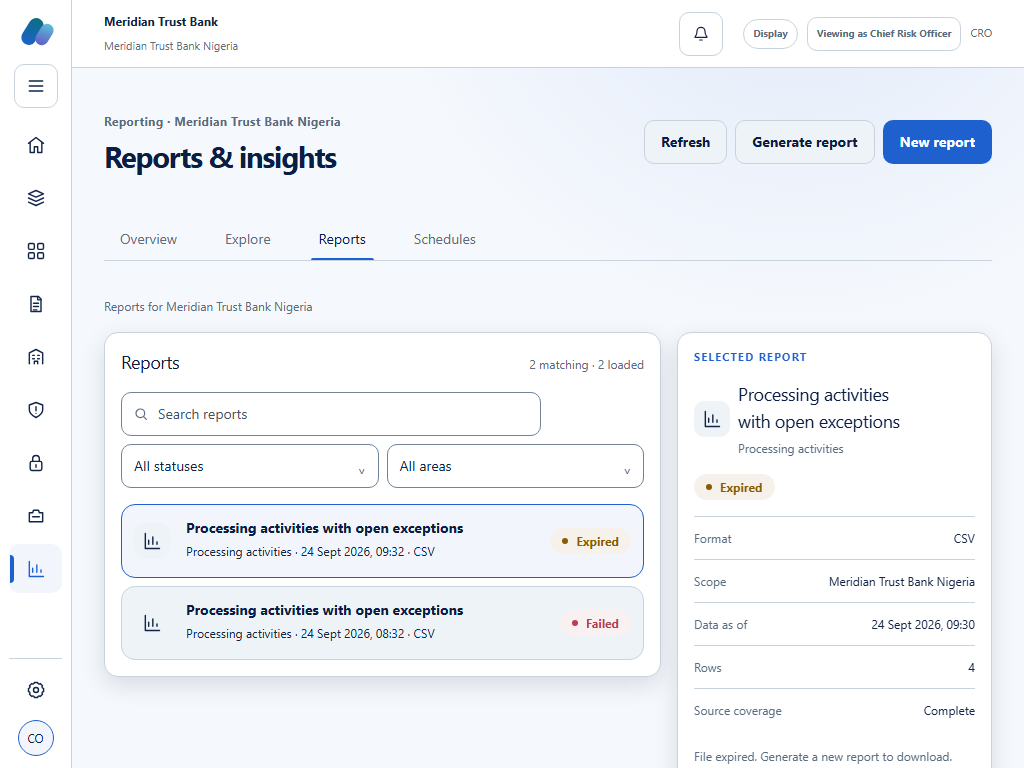 Meridian Trust Bank
Meridian Trust Bank Nigeria
Display
Viewing as Chief Risk Officer
CRO
Reporting · Meridian Trust Bank Nigeria
Reports & insights
Refresh
Generate report
New report
Overview
Explore
Reports
Schedules
Reports for Meridian Trust Bank Nigeria
Reports
2 matching · 2 loaded
Search reports
All statuses
All areas
Processing activities with open exceptions
Processing activities · 24 Sept 2026, 09:32 · CSV
Expired
Processing activities with open exceptions
Processing activities · 24 Sept 2026, 08:32 · CSV
Failed
SELECTED REPORT
Processing activities
with open exceptions
Processing activities
Expired
Format
CSV
Scope
Meridian Trust Bank Nigeria
Data as of
24 Sept 2026, 09:30
Rows
4
Source coverage
Complete
File expired. Generate a new report to download.
CO